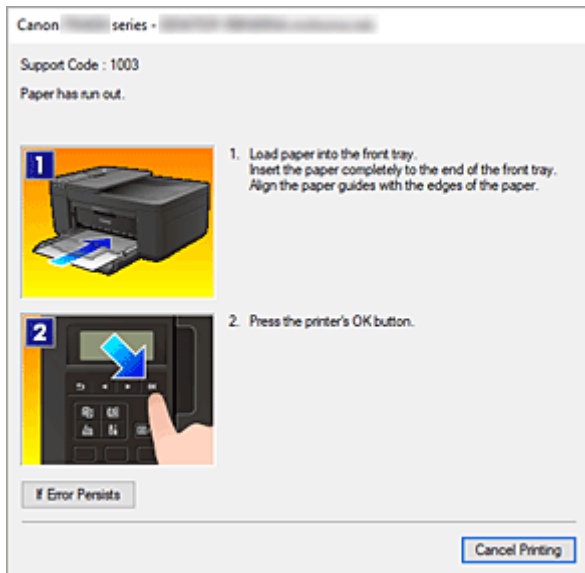 Canon series -
Support Code : 1003
Paper has run out.
1
1. Load paper into the front tray.
Insert the paper completely to the end of the front tray.
Align the paper guides with the edges of the paper.
2
2. Press the printer's OK button.
If Error Persists
Cancel Printing